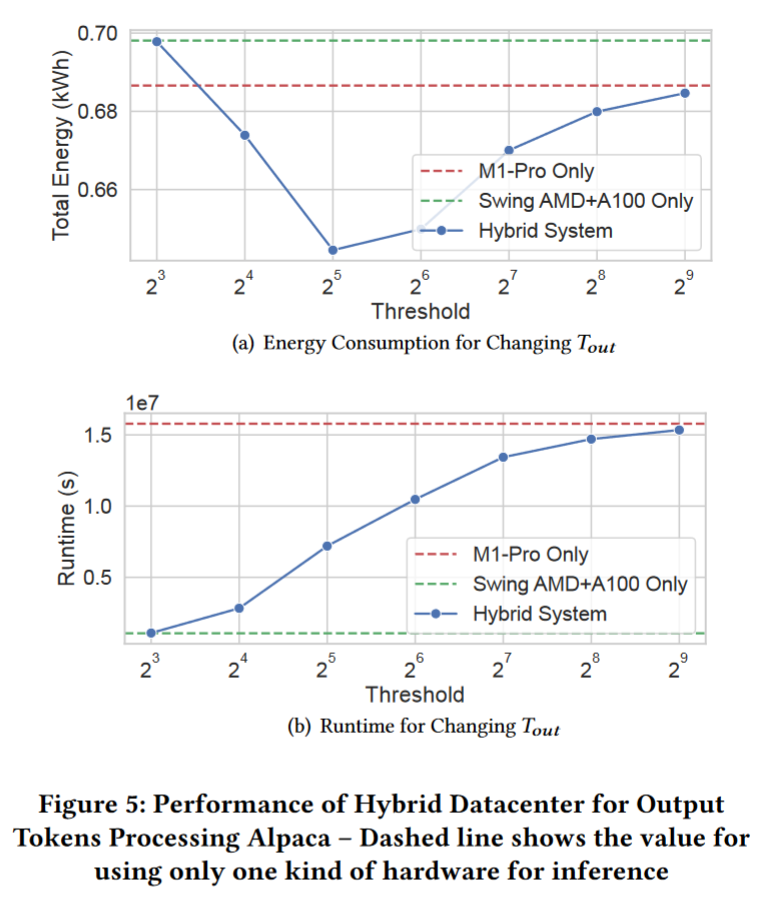 0.70
0.68
0.66
Total Energy (kWh)
M1-Pro Only
Swing AMD+A100 Only
Hybrid System
2^3 2^4 2^5 2^6 2^7 2^8 2^9
Threshold
(a) Energy Consumption for Changing T_out
1e7
1.5
1.0
0.5
Runtime (s)
M1-Pro Only
Swing AMD+A100 Only
Hybrid System
2^3 2^4 2^5 2^6 2^7 2^8 2^9
Threshold
(b) Runtime for Changing T_out
Figure 5: Performance of Hybrid Datacenter for Output
Tokens Processing Alpaca – Dashed line shows the value for
using only one kind of hardware for inference